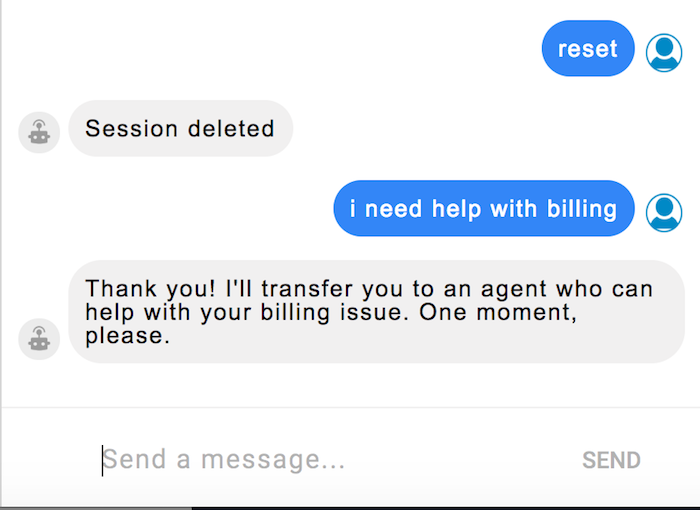 reset
Session deleted
i need help with billing
Thank you! I'll transfer you to an agent who can
help with your billing issue. One moment,
please.
Send a message...
SEND